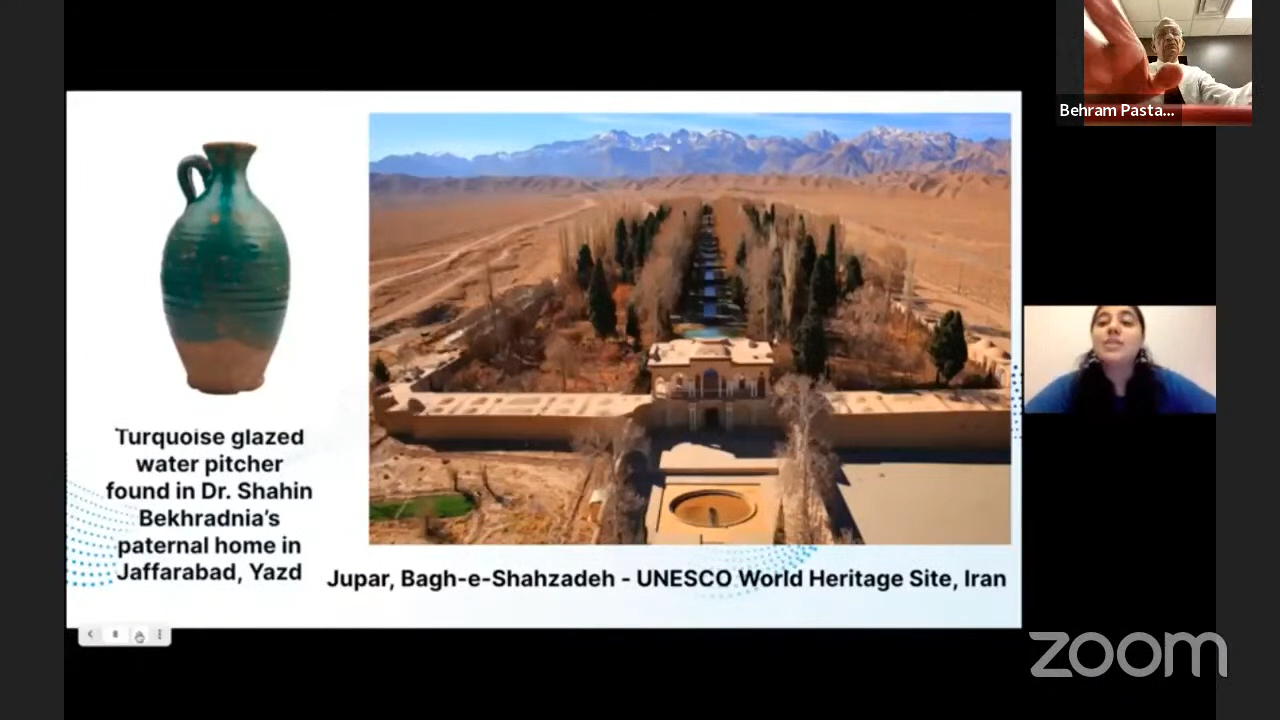 Behram Pasta...
Turquoise glazed
water pitcher
found in Dr. Shahin
Bekhradnia's
paternal home in
Jaffarabad, Yazd
Jupar, Bagh-e-Shahzadeh - UNESCO World Heritage Site, Iran
8
zoom